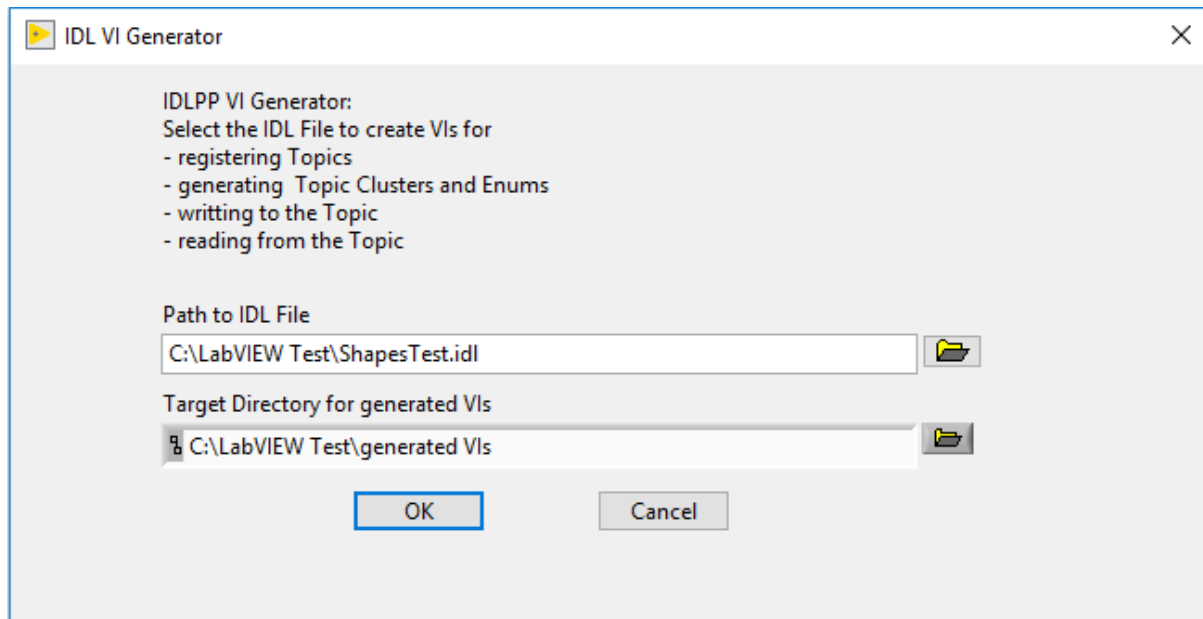 IDL VI Generator
IDLPP VI Generator:
Select the IDL File to create VIs for
- registering Topics
- generating  Topic Clusters and Enums
- writting to the Topic
- reading from the Topic
Path to IDL File
C:\LabVIEW Test\ShapesTest.idl
Target Directory for generated VIs
C:\LabVIEW Test\generated VIs
OK Cancel